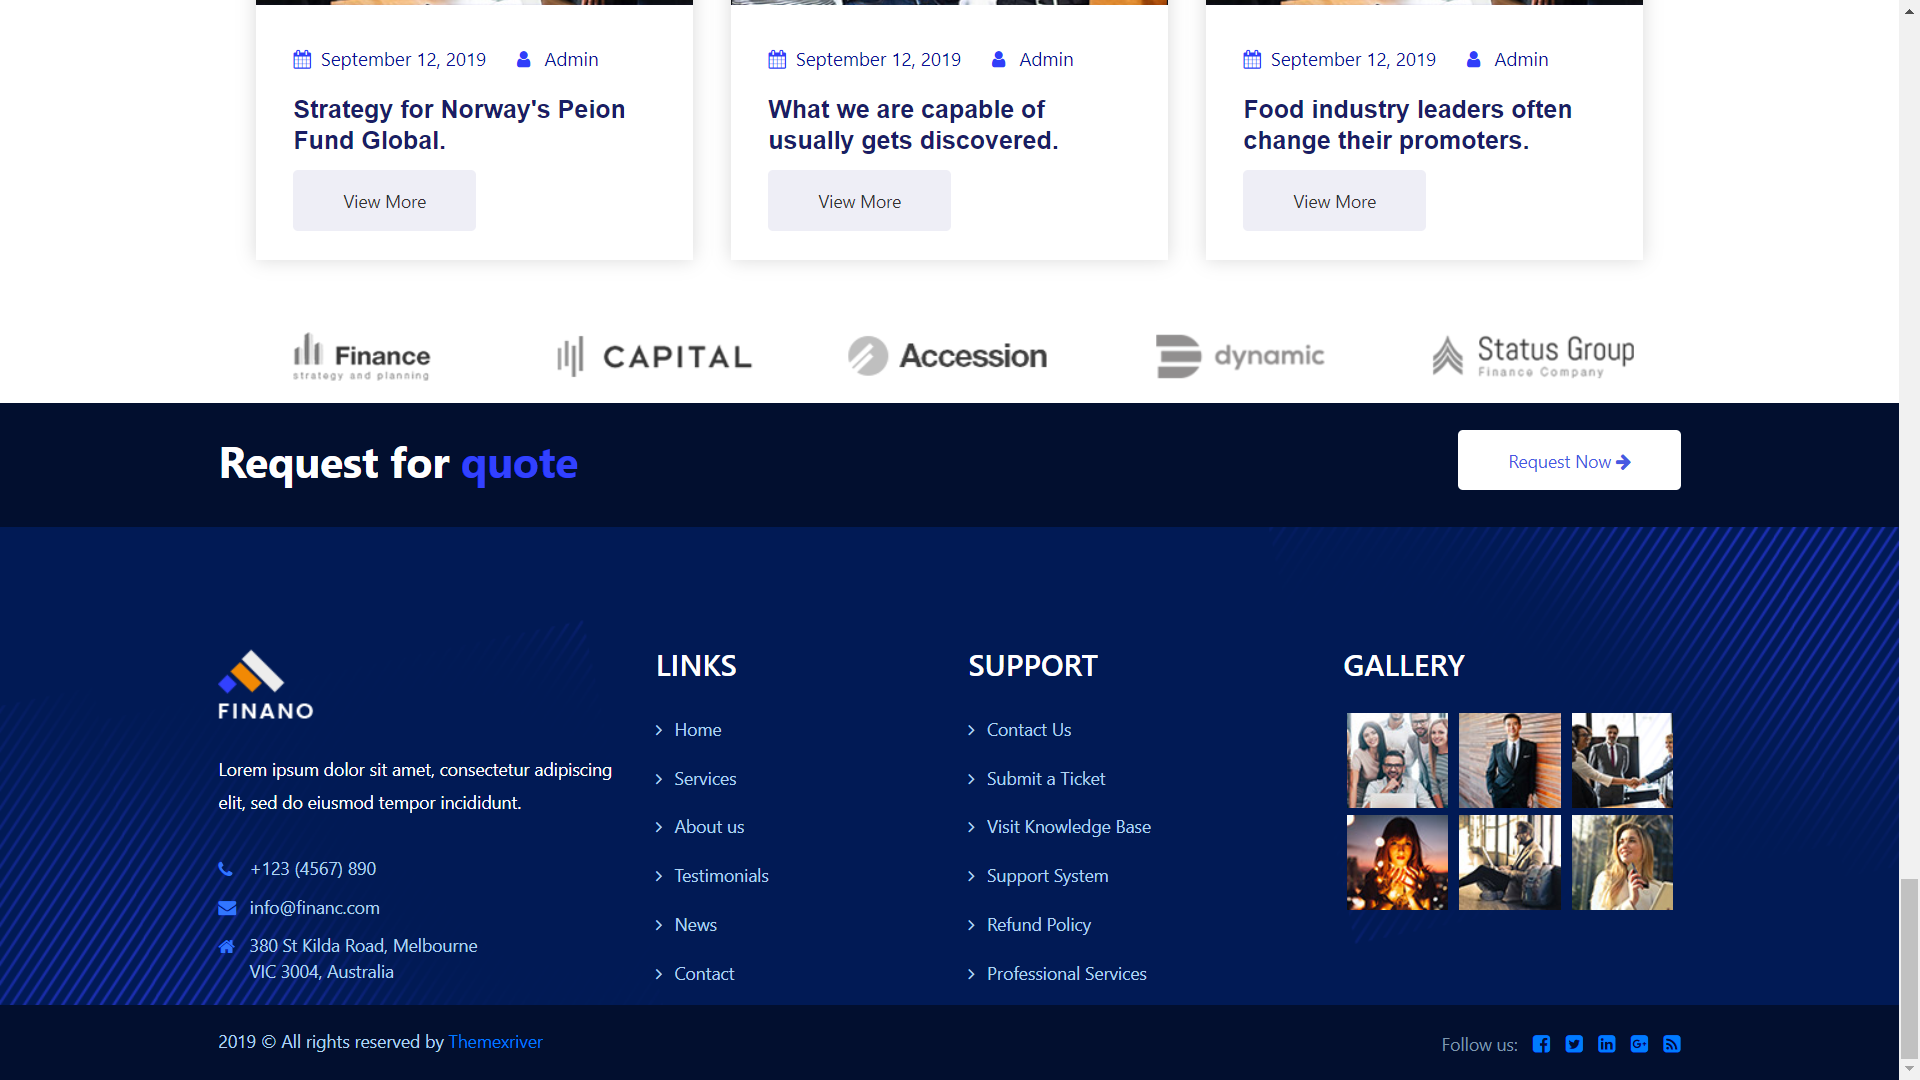 September 12, 2019 Admin
Strategy for Norway's Peion
Fund Global.
View More
September 12, 2019 Admin
What we are capable of
usually gets discovered.
View More
September 12, 2019 Admin
Food industry leaders often
change their promoters.
View More
Finance
strategy and planning
CAPITAL
Accession
dynamic
Status Group
Finance Company
Request for quote
Request Now
FINANO
Lorem ipsum dolor sit amet, consectetur adipiscing
elit, sed do eiusmod tempor incididunt.
+123 (4567) 890
info@financ.com
380 St Kilda Road, Melbourne
VIC 3004, Australia
LINKS
Home
Services
About us
Testimonials
News
Contact
SUPPORT
Contact Us
Submit a Ticket
Visit Knowledge Base
Support System
Refund Policy
Professional Services
GALLERY
2019 © All rights reserved by Themexriver
Follow us: